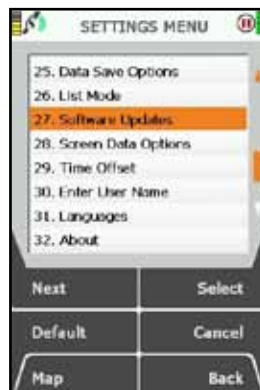 SETTINGS MENU
25. Data Save Options
26. List Mode
27. Software Updates
28. Screen Data Options
29. Time Offset
30. Enter User Name
31. Languages
32. About
Next Select
Default Cancel
Map Back